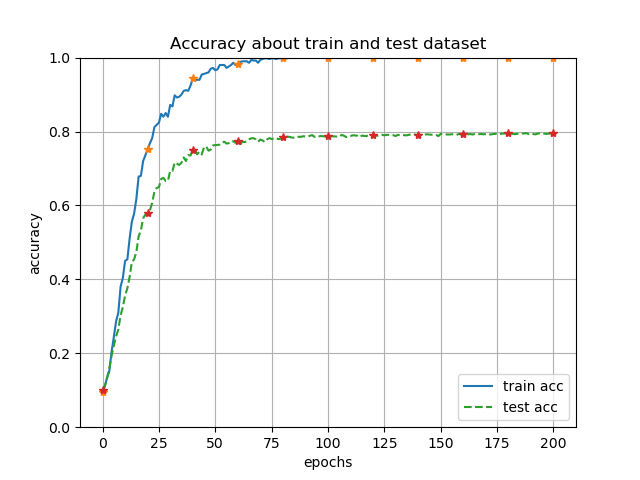 Accuracy about train and test dataset
accuracy
1.0
0.8
0.6
0.4
0.2
0.0
train acc
test acc
0 25 50 75 100 125 150 175 200
epochs